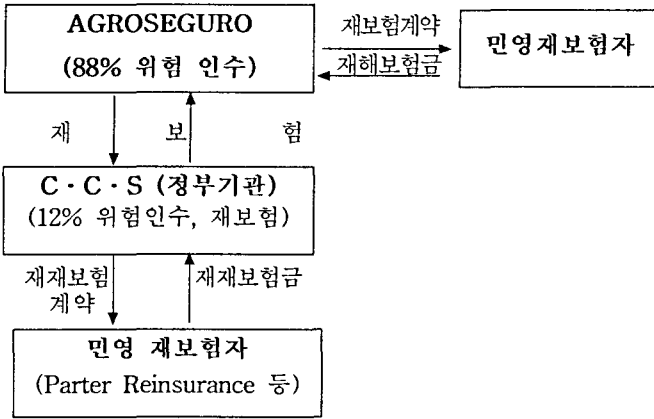 AGROSEGURO
(88% 위험 인수)
재보험계약
재해보험금
민영재보험자
재 보 험
C·C·S (정부기관)
(12% 위험인수, 재보험)
재재보험
계약
재재보험금
민영 재보험자
(Parter Reinsurance 등)